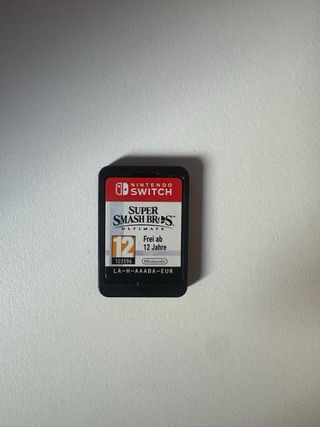 NINTENDO
SWITCH
SUPER
SMASH BROS.
ULTIMATE
12
Frei ab
12 Jahre
103596
Nintendo
LA-H-AAABA-EUR